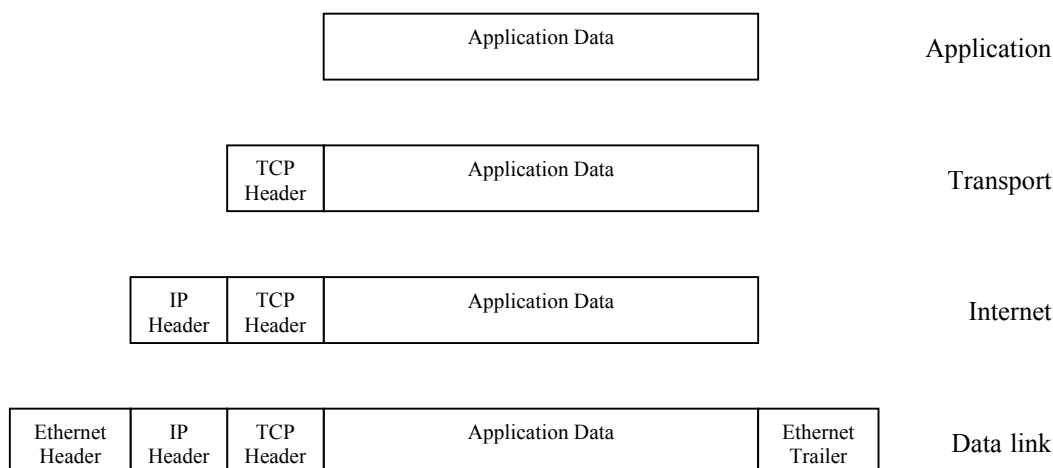 Application Data
Application
TCP
Header
Application Data
Transport
IP
Header
TCP
Header
Application Data
Internet
Ethernet
Header
IP
Header
TCP
Header
Application Data
Ethernet
Trailer
Data link